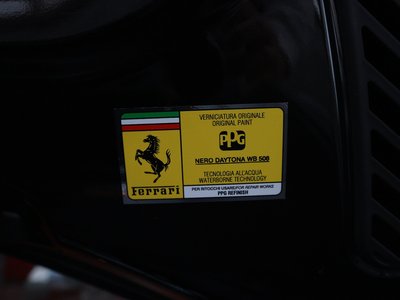 VERNICIATURA ORIGINALE
ORIGINAL PAINT
PPG
NERO DAYTONA WB 508
TECNOLOGIA ALL'ACQUA
WATERBORNE TECHNOLOGY
Ferrari
PER RITOCCHI USARE/FOR REPAIR WORKS
PPG REFINISH